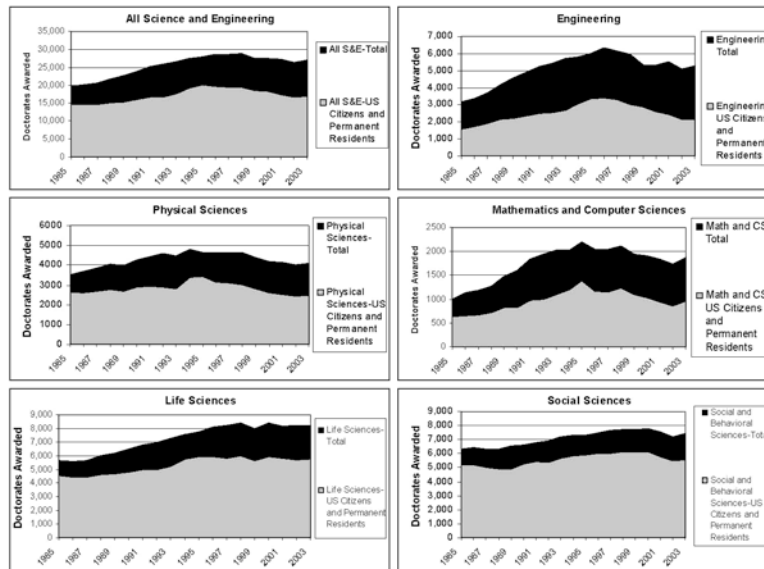 All Science and Engineering
Doctorates Awarded
35,000
30,000
25,000
20,000
15,000
10,000
5,000
0
1985
1987
1989
1991
1993
1995
1997
1999
2001
2003
All S&E-Total
All S&E-US
Citizens and
Permanent
Residents
Engineering
Doctorates Awarded
7,000
6,000
5,000
4,000
3,000
2,000
1,000
0
1985
1987
1989
1991
1993
1995
1997
1999
2001
2003
Engineering
Total
Engineering
US Citizens
and
Permanent
Residents
Physical Sciences
Doctorates Awarded
6000
5000
4000
3000
2000
1000
0
1985
1987
1989
1991
1993
1995
1997
1999
2001
2003
Physical
Sciences-
Total
Physical
Sciences-US
Citizens and
Permanent
Residents
Mathematics and Computer Sciences
Doctorates Awarded
2500
2000
1500
1000
500
0
1985
1987
1989
1991
1993
1995
1997
1999
2001
2003
Math and CS
Total
Math and CS
US Citizens
and
Permanent
Residents
Life Sciences
Doctorates Awarded
9,000
8,000
7,000
6,000
5,000
4,000
3,000
2,000
1,000
0
1985
1987
1989
1991
1993
1995
1997
1999
2001
2003
Life Sciences-
Total
Life Sciences-
US Citizens
and Permanent
Residents
Social Sciences
Doctorates Awarded
9,000
8,000
7,000
6,000
5,000
4,000
3,000
2,000
1,000
0
1985
1987
1989
1991
1993
1995
1997
1999
2001
2003
Social and
Behavioral
Sciences-Tota
Social and
Behavioral
Sciences-US
Citizens and
Permanent
Residents